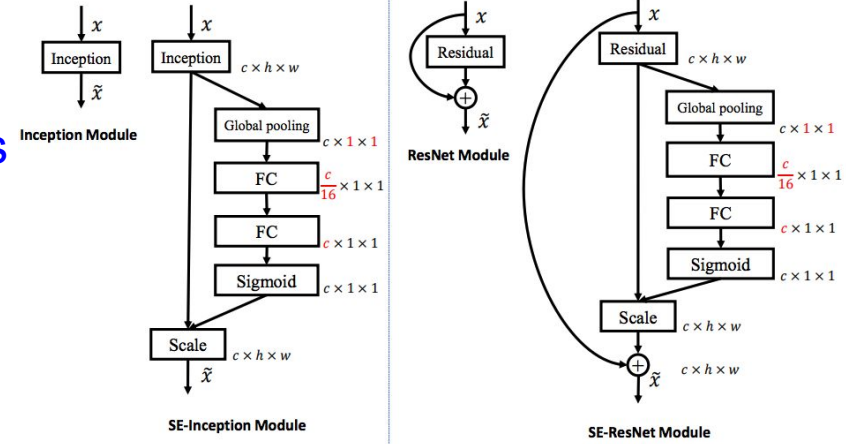 x
Inception
x̃
Inception Module
x
Inception
c × h × w
Global pooling
c × 1 × 1
FC
c/16 × 1 × 1
FC
c × 1 × 1
Sigmoid
c × 1 × 1
Scale
c × h × w
x̃
SE-Inception Module
s
x
Residual
+
x̃
ResNet Module
x
Residual
c × h × w
Global pooling
c × 1 × 1
FC
c/16 × 1 × 1
FC
c × 1 × 1
Sigmoid
c × 1 × 1
Scale
c × h × w
+
x̃
c × h × w
SE-ResNet Module